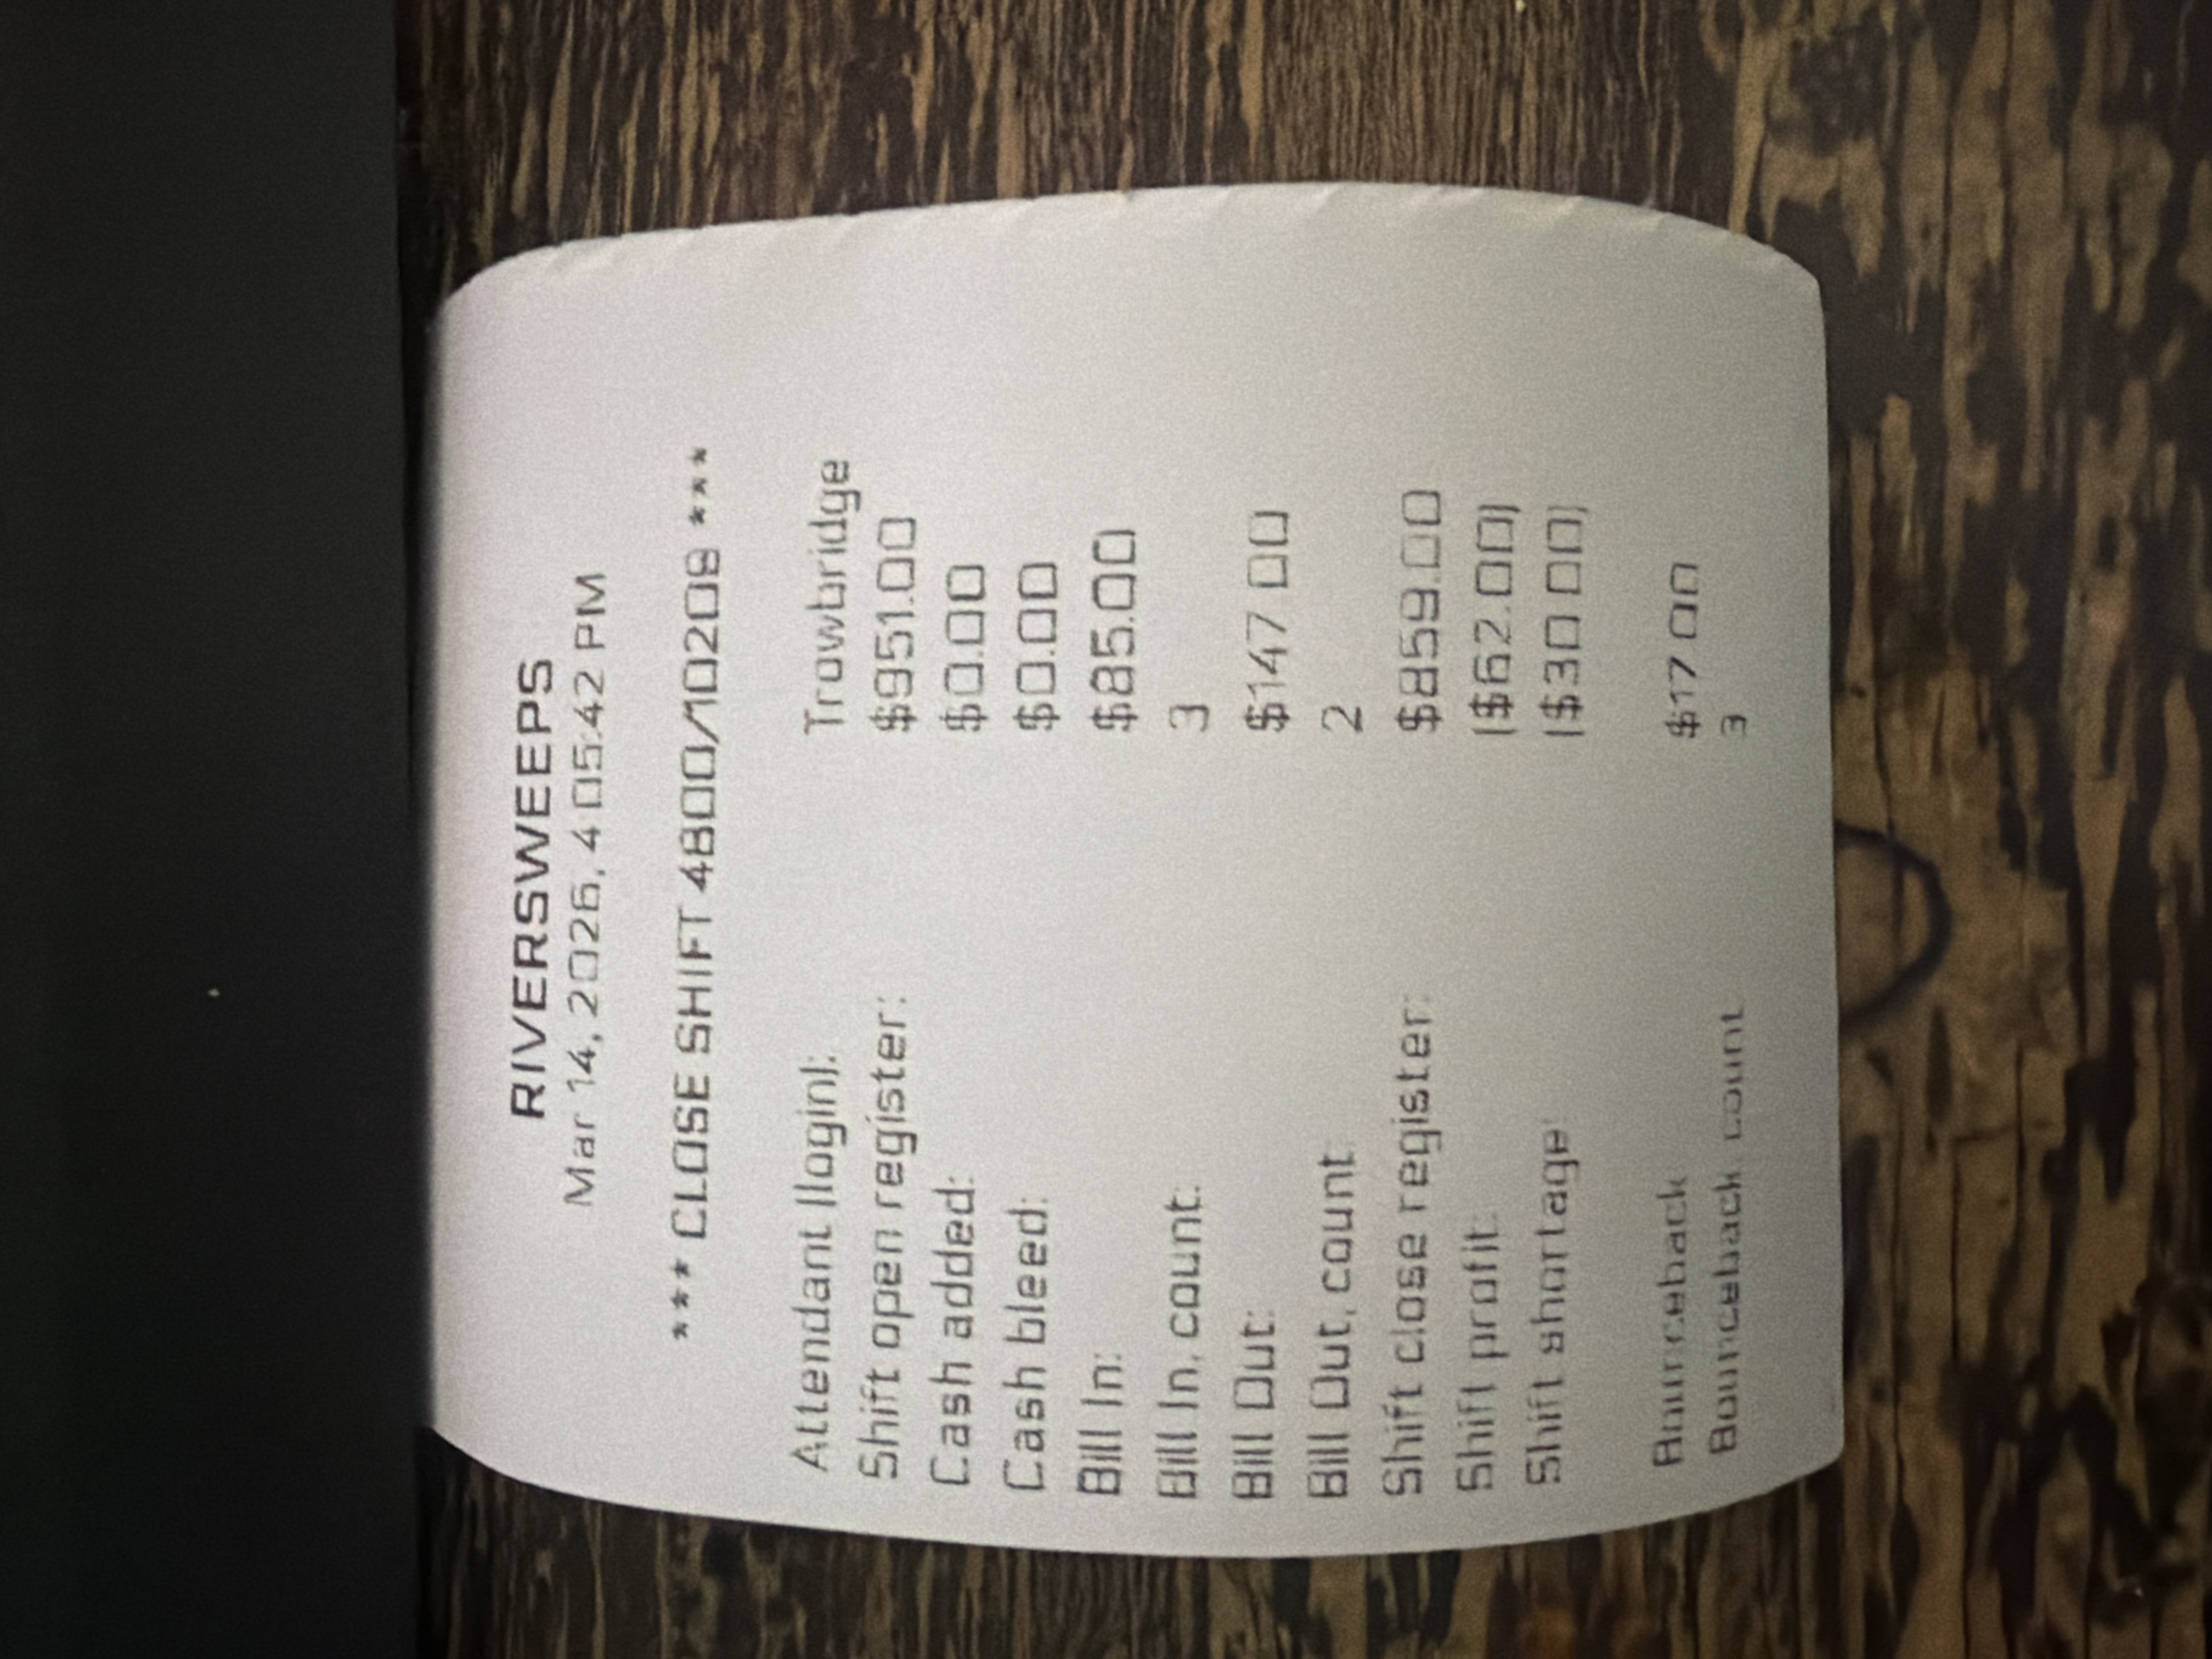 RIVERSWEEPS
Mar 14, 2026, 4 05:42 PM
*** CLOSE SHIFT 4800/10209 ***
Attendant (login): Trowbridge
Shift open register: $951.00
Cash added: $0.00
Cash bleed: $0.00
Bill In: $85.00
Bill In, count: 3
Bill Out: $147 00
Bill Out, count 2
Shift close register: $859.00
Shift profit: ($62.00)
Shift shortage ($30 00)
Bounceback $17 00
Bounceback count 3